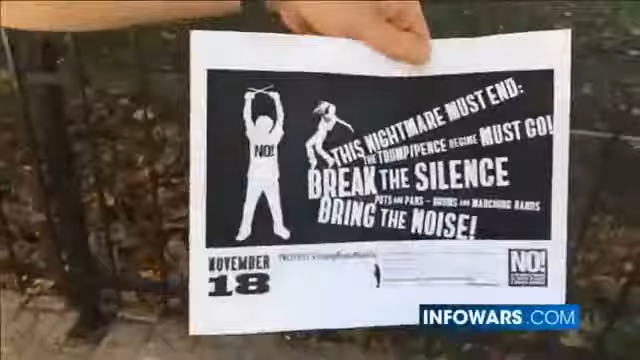 NO!
THIS NIGHTMARE MUST END:
THE TRUMP/PENCE REGIME MUST GO!
BREAK THE SILENCE
POTS AND PANS - DRUMS AND MARCHING BANDS
BRING THE NOISE!
NOVEMBER
18
NO!
INFOWARS.COM